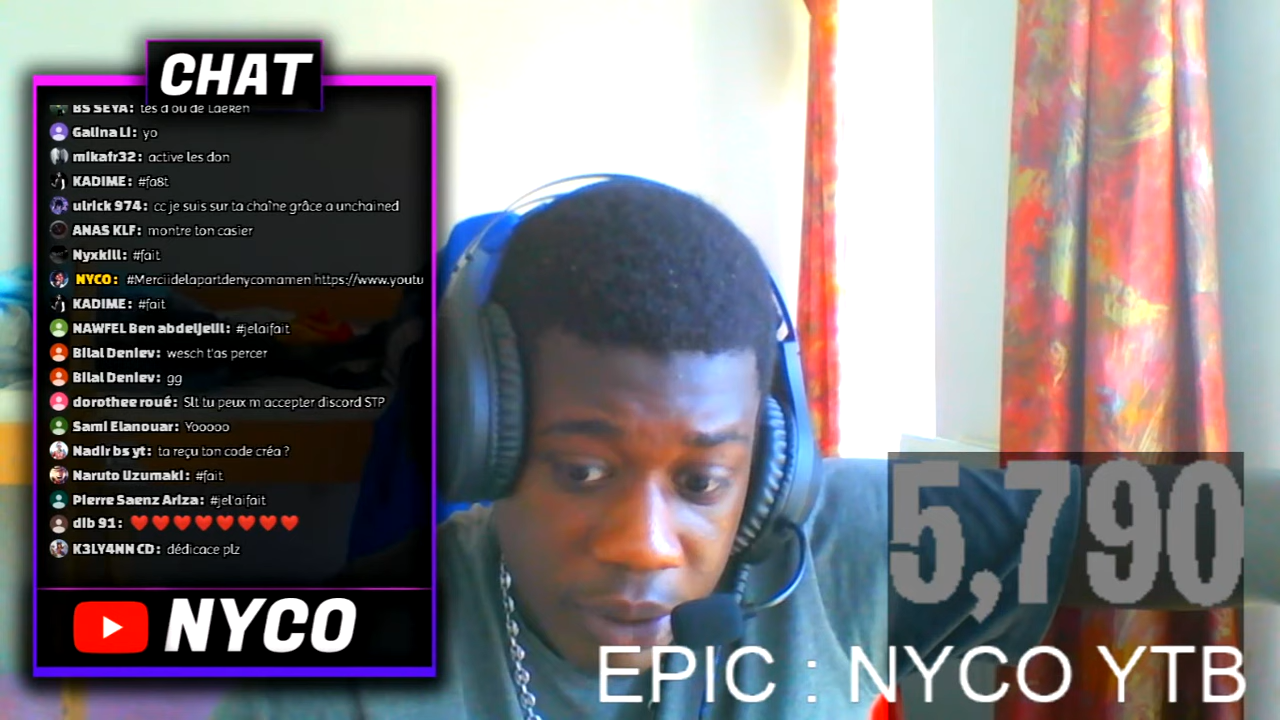 CHAT
BS SEYA: tes d'ou de Laeken
Galina Li: yo
mikafr32: active les don
KADIME: #fa8t
ulrick 974: cc je suis sur ta chaîne grâce a unchained
ANAS KLF: montre ton casier
Nyxkill: #fait
NYCO: #Merciidelapartdenycomamen https://www.youtu
KADIME: #fait
NAWFEL Ben abdeljelil: #jelaifait
Bilal Deniev: wesch t'as percer
Bilal Deniev: gg
dorothee roué: Slt tu peux m accepter discord STP
Sami Elanouar: Yooooo
Nadir bs yt: ta reçu ton code créa ?
Naruto Uzumaki: #fait
Pierre Saenz Ariza: #jel'aifait
dib 91: ❤❤❤❤❤❤❤❤
K3LY4NN CD: dédicace plz
NYCO
5,790
EPIC : NYCO YTB